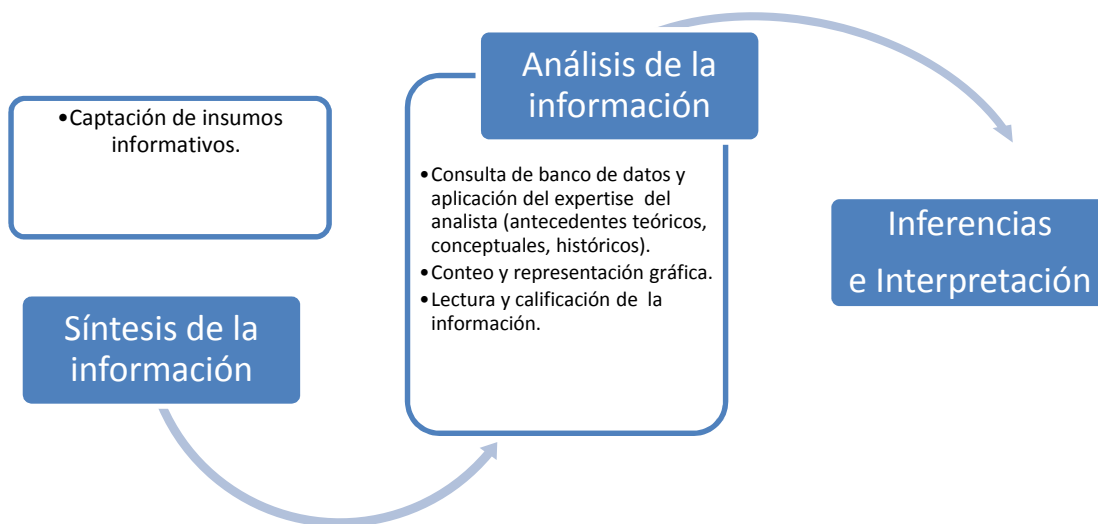 •Captación de insumos
informativos.
Síntesis de la
información
Análisis de la
información
•Consulta de banco de datos y
aplicación del expertise del
analista (antecedentes teóricos,
conceptuales, históricos).
•Conteo y representación gráfica.
•Lectura y calificación de la
información.
Inferencias
e Interpretación